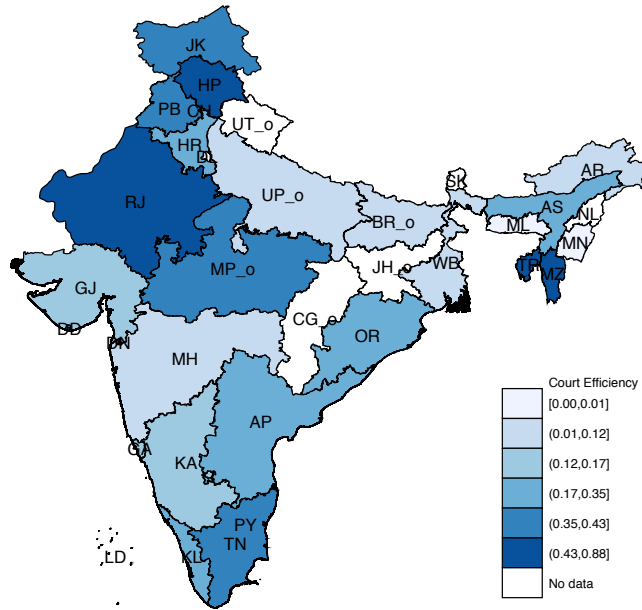 JK
HP
PB
CH
UT_o
HR
DL
SK
AR
RJ
UP_o
AS
BR_o
NL
ML
MN
MP_o
JH_o
WB
TR
MZ
GJ
CG_o
DD
OR
DN
MH
AP
GA
KA
PY
TN
LD
KL
Court Efficiency
[0.00,0.01]
(0.01,0.12]
(0.12,0.17]
(0.17,0.35]
(0.35,0.43]
(0.43,0.88]
No data